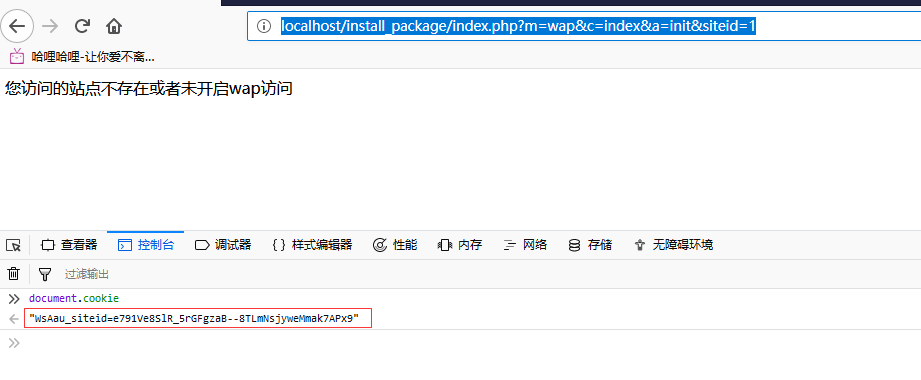 localhost/install_package/index.php?m=wap&c=index&a=init&siteid=1
哈哩哈哩-让你爱不离...
您访问的站点不存在或者未开启wap访问
查看器 控制台 调试器 样式编辑器 性能 内存 网络 存储 无障碍环境
过滤输出
document.cookie
"WsAau_siteid=e791Ve8SlR_5rGFgzaB--8TLmNsjyweMmak7APx9"